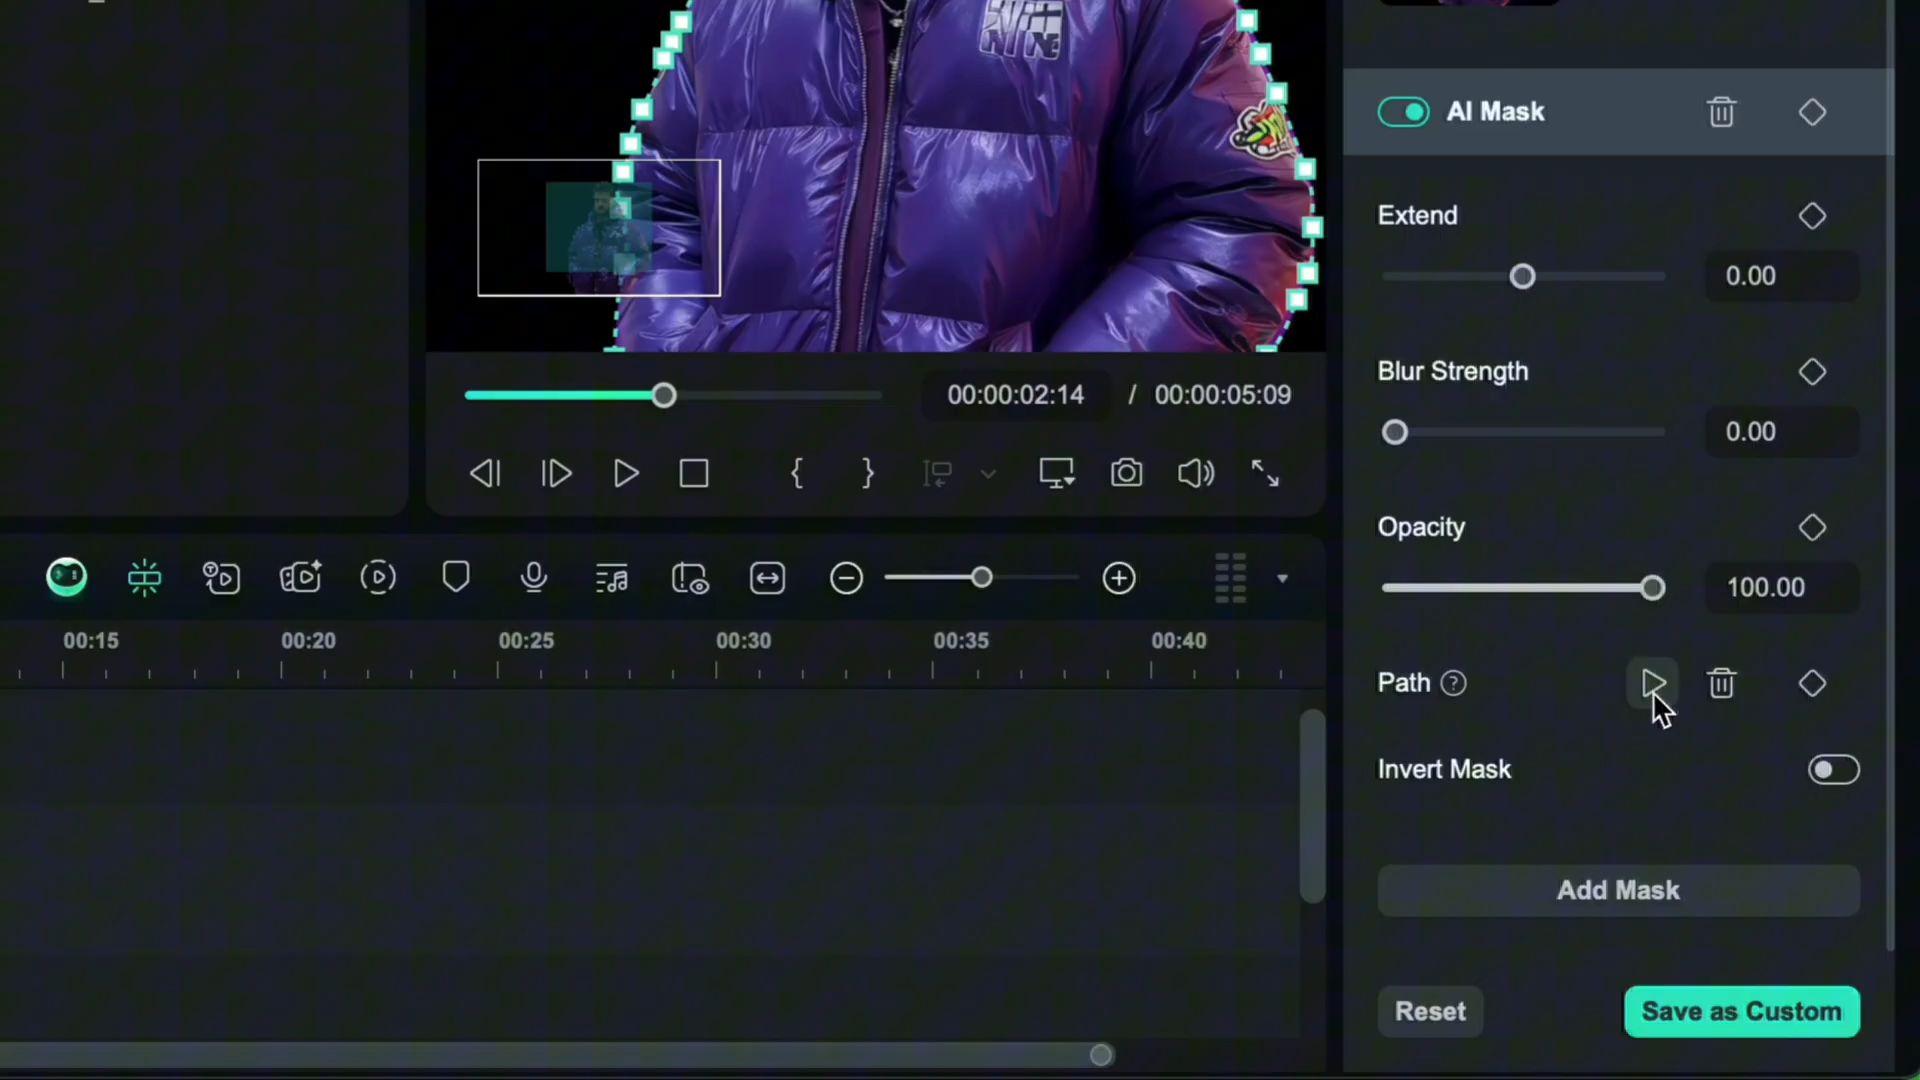 AI Mask
Extend
0.00
Blur Strength
0.00
00:00:02:14 / 00:00:05:09
{ }
Opacity
100.00
00:15 00:20 00:25 00:30 00:35 00:40
Path ?
Invert Mask
Add Mask
Reset Save as Custom